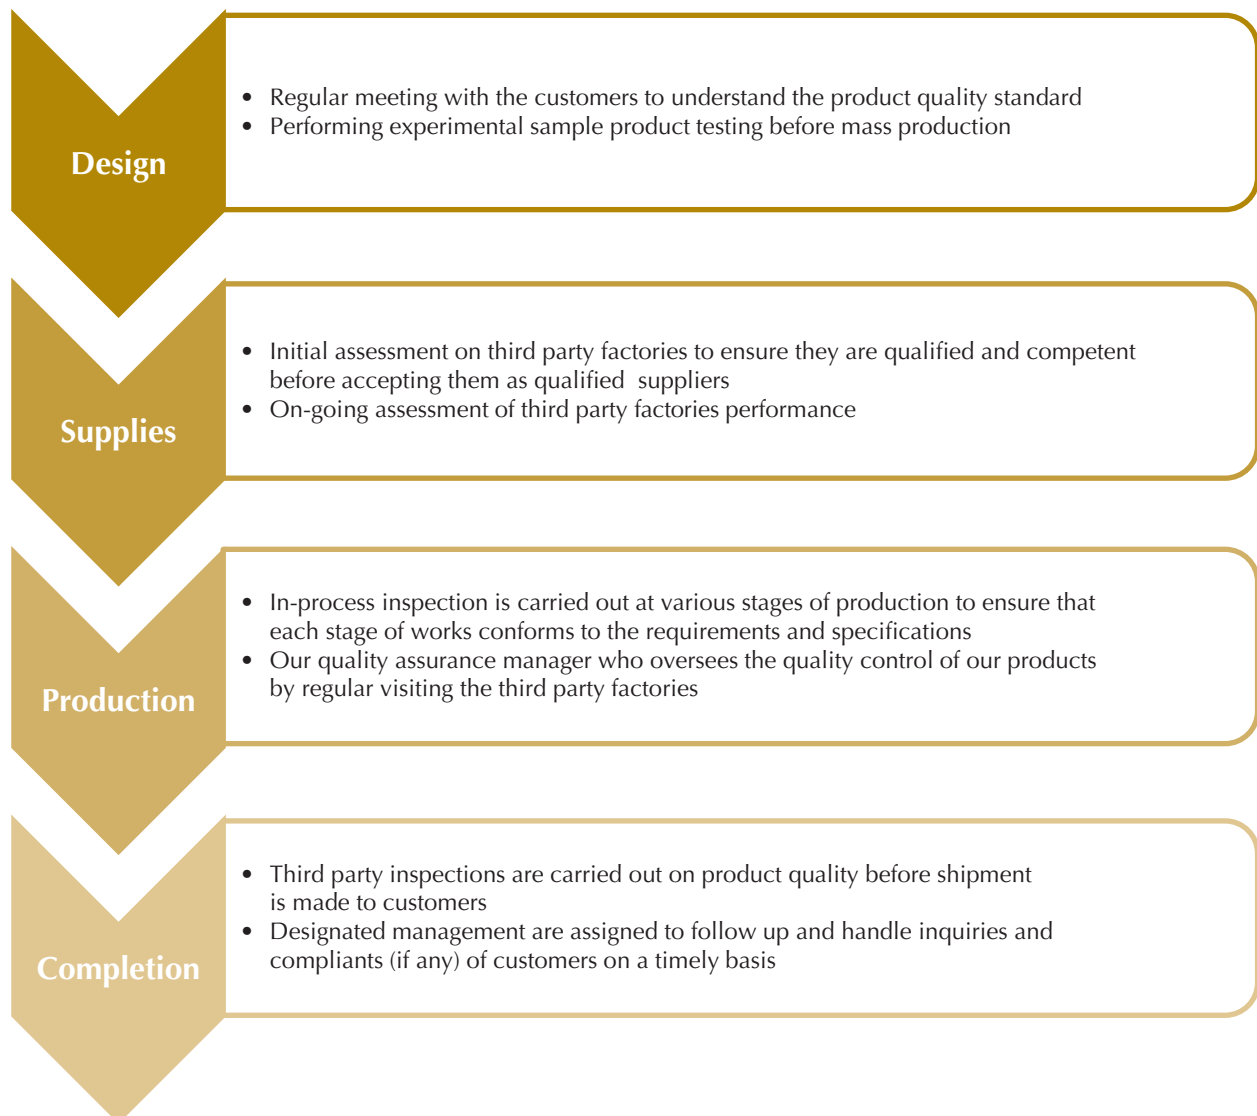 Design
• Regular meeting with the customers to understand the product quality standard
• Performing experimental sample product testing before mass production
Supplies
• Initial assessment on third party factories to ensure they are qualified and competent
before accepting them as qualified suppliers
• On-going assessment of third party factories performance
Production
• In-process inspection is carried out at various stages of production to ensure that
each stage of works conforms to the requirements and specifications
• Our quality assurance manager who oversees the quality control of our products
by regular visiting the third party factories
Completion
• Third party inspections are carried out on product quality before shipment
is made to customers
• Designated management are assigned to follow up and handle inquiries and
compliants (if any) of customers on a timely basis